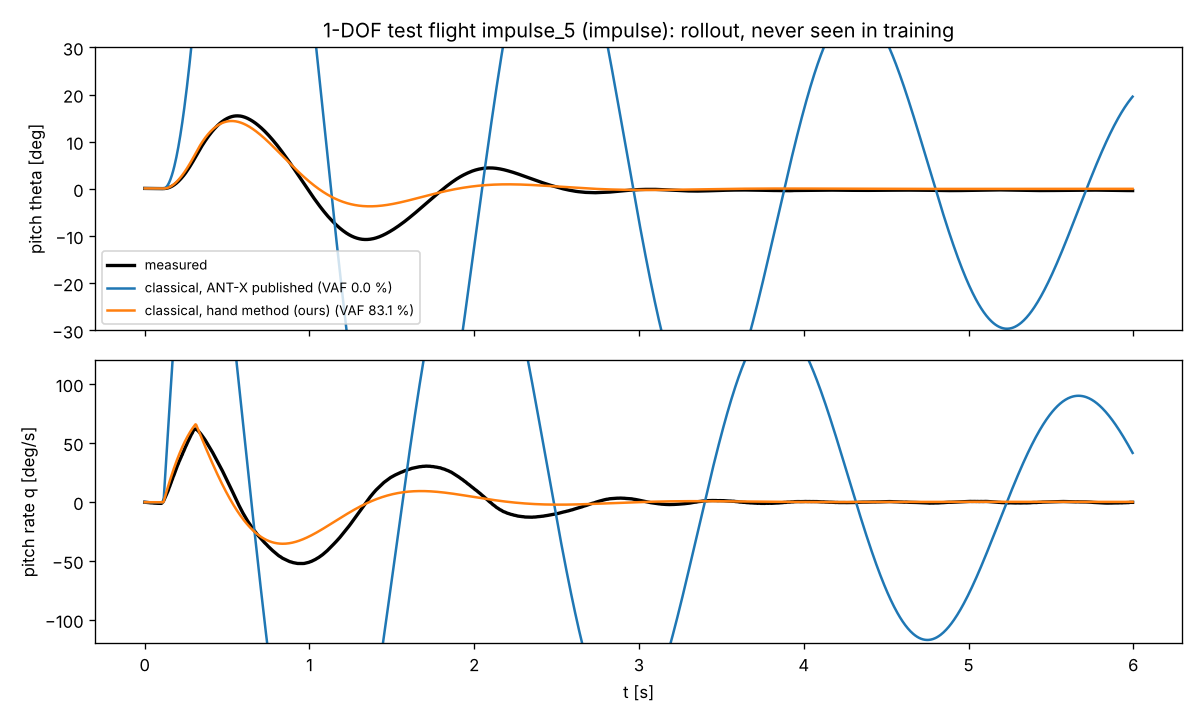 1-DOF test flight impulse_5 (impulse): rollout, never seen in training
pitch theta [deg]
30
20
10
0
−10
−20
−30
measured
classical, ANT-X published (VAF 0.0 %)
classical, hand method (ours) (VAF 83.1 %)
pitch rate q [deg/s]
100
50
0
−50
−100
0 1 2 3 4 5 6
t [s]